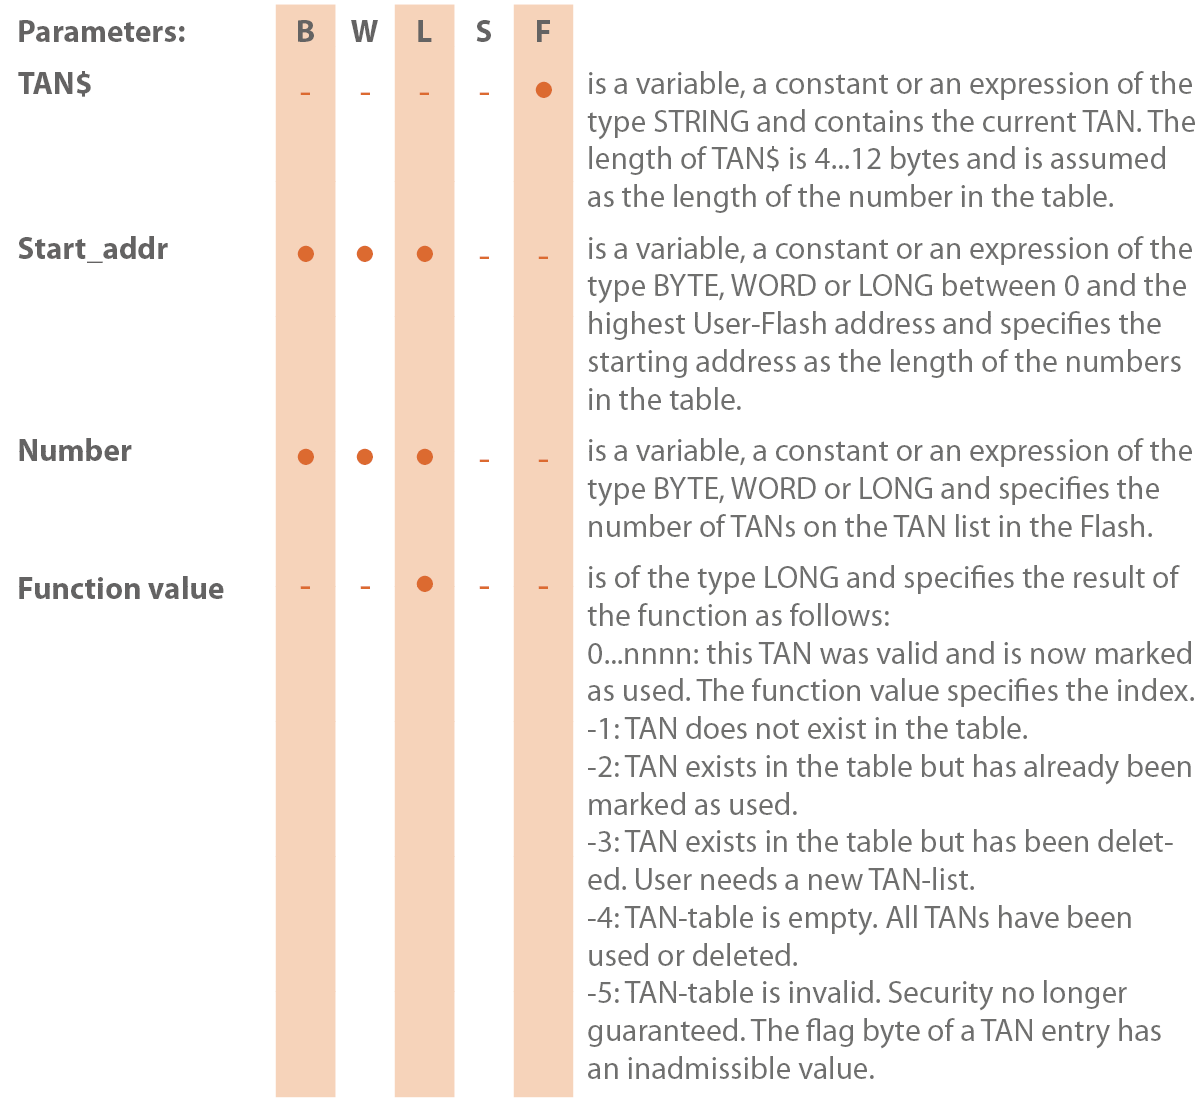 Parameters: B W L S F
TAN$ - - - - ● is a variable, a constant or an expression of the
type STRING and contains the current TAN. The
length of TAN$ is 4...12 bytes and is assumed
as the length of the number in the table.
Start_addr ● ● ● - - is a variable, a constant or an expression of the
type BYTE, WORD or LONG between 0 and the
highest User-Flash address and specifies the
starting address as the length of the numbers
in the table.
Number ● ● ● - - is a variable, a constant or an expression of the
type BYTE, WORD or LONG and specifies the
number of TANs on the TAN list in the Flash.
Function value - - ● - - is of the type LONG and specifies the result of
the function as follows:
0...nnnn: this TAN was valid and is now marked
as used. The function value specifies the index.
-1: TAN does not exist in the table.
-2: TAN exists in the table but has already been
marked as used.
-3: TAN exists in the table but has been delet-
ed. User needs a new TAN-list.
-4: TAN-table is empty. All TANs have been
used or deleted.
-5: TAN-table is invalid. Security no longer
guaranteed. The flag byte of a TAN entry has
an inadmissible value.